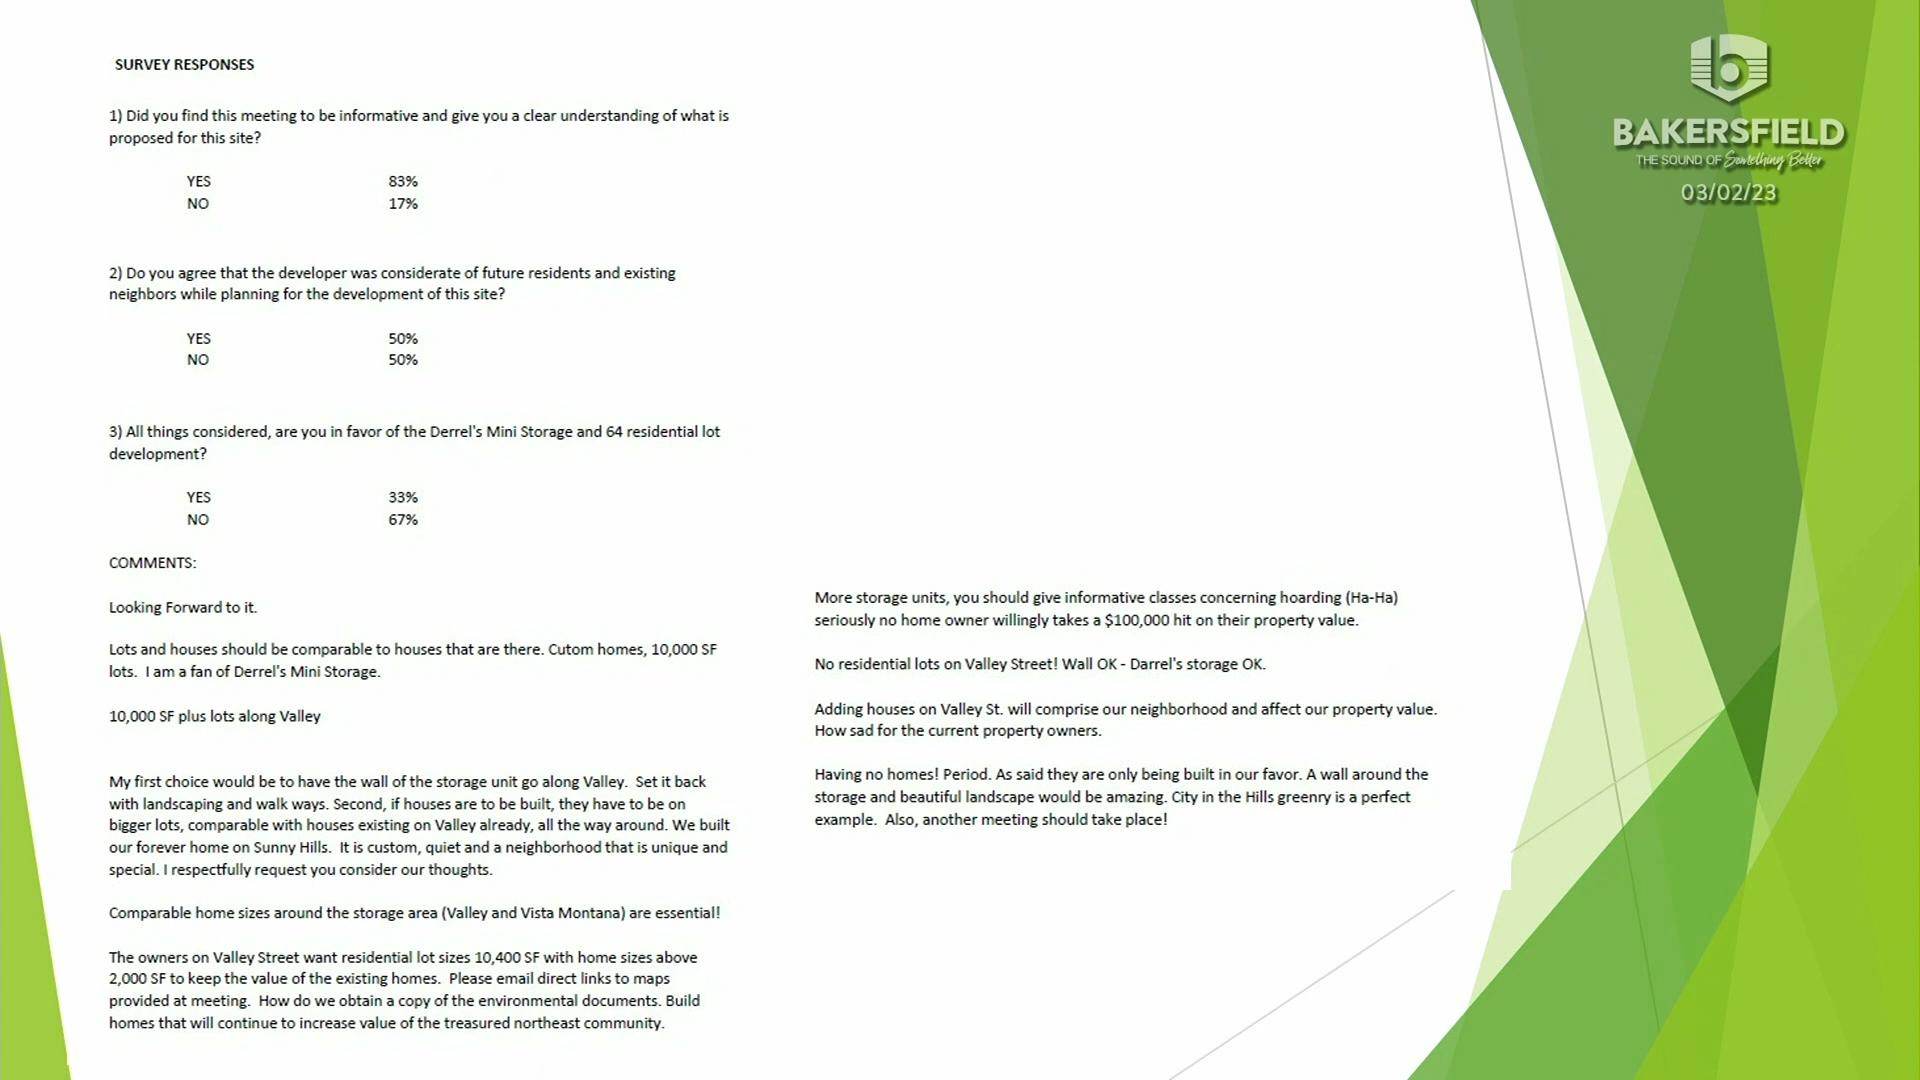 SURVEY RESPONSES
1) Did you find this meeting to be informative and give you a clear understanding of what is
proposed for this site?
YES 83%
NO 17%
2) Do you agree that the developer was considerate of future residents and existing
neighbors while planning for the development of this site?
YES 50%
NO 50%
3) All things considered, are you in favor of the Derrel's Mini Storage and 64 residential lot
development?
YES 33%
NO 67%
COMMENTS:
Looking Forward to it.
Lots and houses should be comparable to houses that are there. Cutom homes, 10,000 SF
lots. I am a fan of Derrel's Mini Storage.
10,000 SF plus lots along Valley
My first choice would be to have the wall of the storage unit go along Valley. Set it back
with landscaping and walk ways. Second, if houses are to be built, they have to be on
bigger lots, comparable with houses existing on Valley already, all the way around. We built
our forever home on Sunny Hills. It is custom, quiet and a neighborhood that is unique and
special. I respectfully request you consider our thoughts.
Comparable home sizes around the storage area (Valley and Vista Montana) are essential!
The owners on Valley Street want residential lot sizes 10,400 SF with home sizes above
2,000 SF to keep the value of the existing homes. Please email direct links to maps
provided at meeting. How do we obtain a copy of the environmental documents. Build
homes that will continue to increase value of the treasured northeast community.
More storage units, you should give informative classes concerning hoarding (Ha-Ha)
seriously no home owner willingly takes a $100,000 hit on their property value.
No residential lots on Valley Street! Wall OK - Darrel's storage OK.
Adding houses on Valley St. will comprise our neighborhood and affect our property value.
How sad for the current property owners.
Having no homes! Period. As said they are only being built in our favor. A wall around the
storage and beautiful landscape would be amazing. City in the Hills greenry is a perfect
example. Also, another meeting should take place!
BAKERSFIELD
THE SOUND OF Something Better
03/02/23